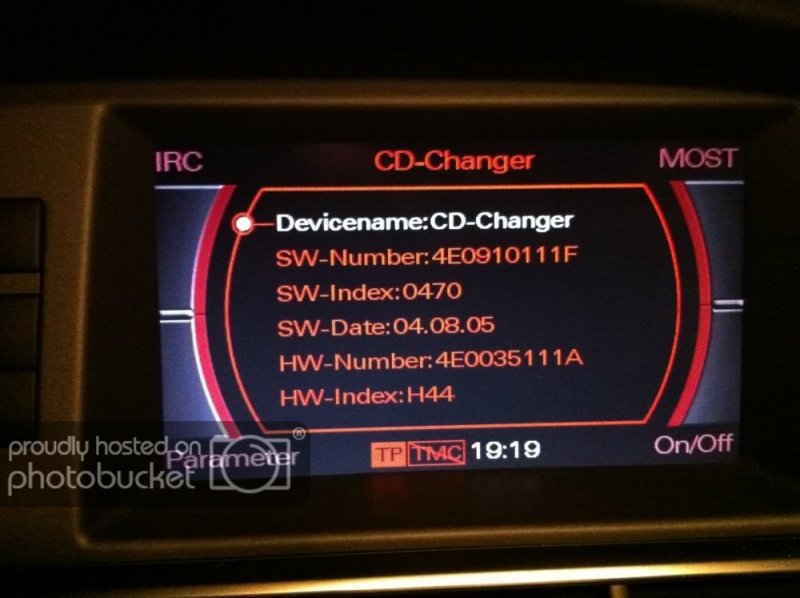 IRC CD-Changer MOST
Devicename:CD-Changer
SW-Number:4E0910111F
SW-Index:0470
SW-Date:04.08.05
HW-Number:4E0035111A
HW-Index:H44
Parameter TP TMC 19:19 On/Off
proudly hosted on
photobucket®